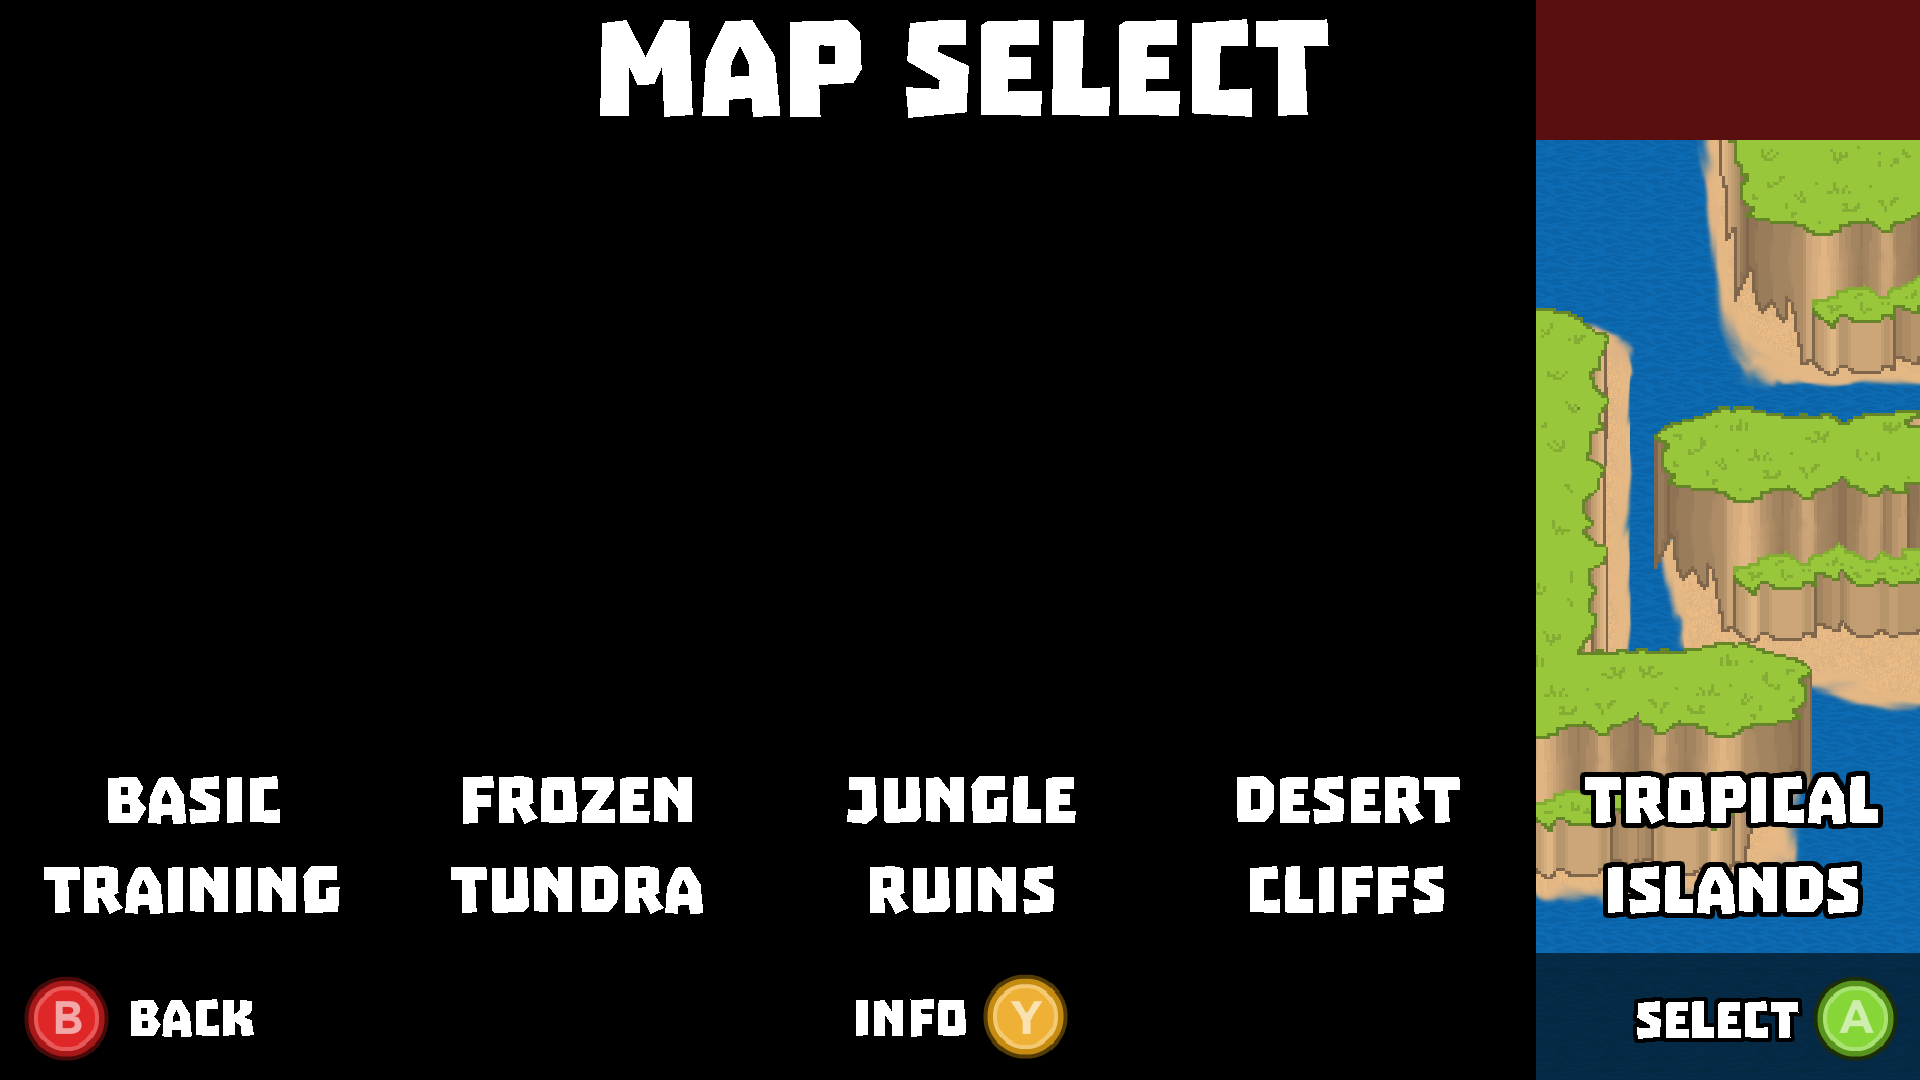 MAP SELECT
BASIC
TRAINING
FROZEN
TUNDRA
JUNGLE
RUINS
DESERT
CLIFFS
TROPICAL
ISLANDS
B BACK
INFO Y
SELECT A